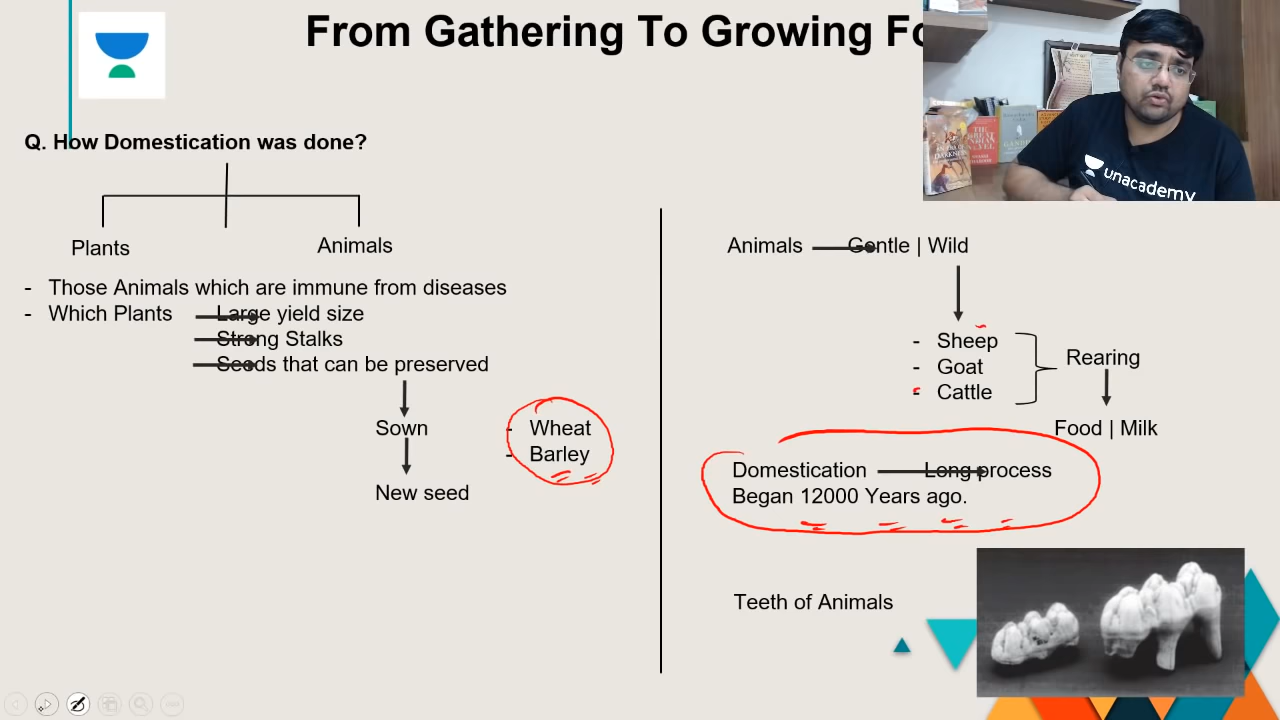 From Gathering To Growing Fo
Q. How Domestication was done?
Plants
Animals
- Those Animals which are immune from diseases
- Which Plants Large yield size
Strong Stalks
Seeds that can be preserved
Sown
New seed
- Wheat
- Barley
Animals Gentle | Wild
- Sheep
- Goat
- Cattle
Rearing
Food | Milk
Domestication Long process
Began 12000 Years ago.
Teeth of Animals
unacademy